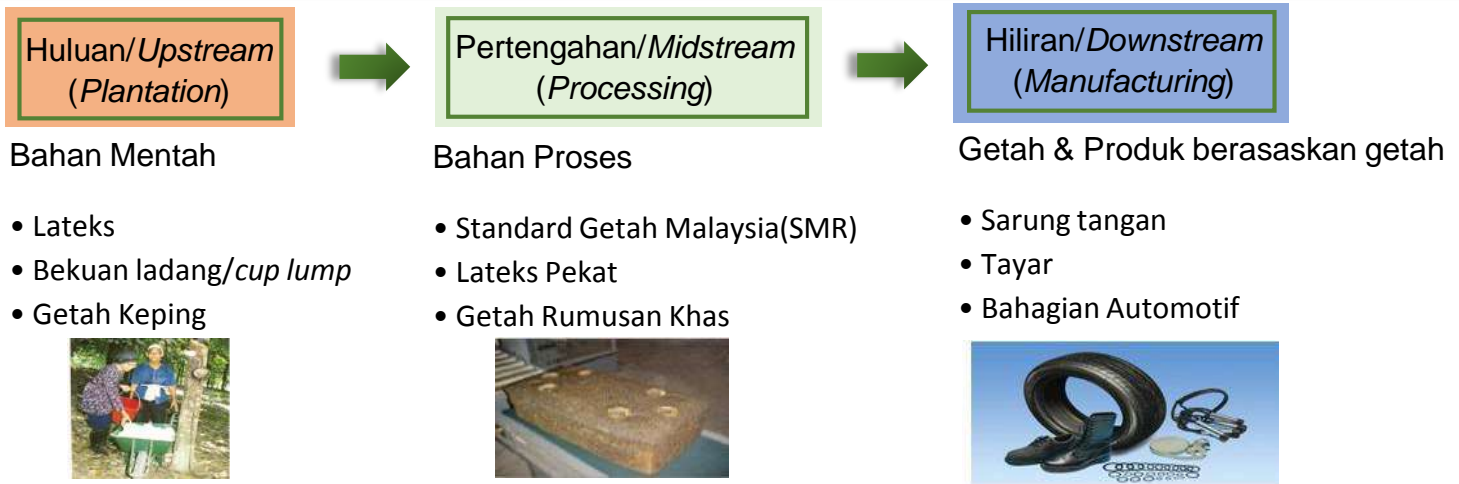 Huluan/Upstream
(Plantation)
Pertengahan/Midstream
(Processing)
Hiliran/Downstream
(Manufacturing)
Bahan Mentah
• Lateks
• Bekuan ladang/cup lump
• Getah Keping
Bahan Proses
• Standard Getah Malaysia(SMR)
• Lateks Pekat
• Getah Rumusan Khas
Getah & Produk berasaskan getah
• Sarung tangan
• Tayar
• Bahagian Automotif